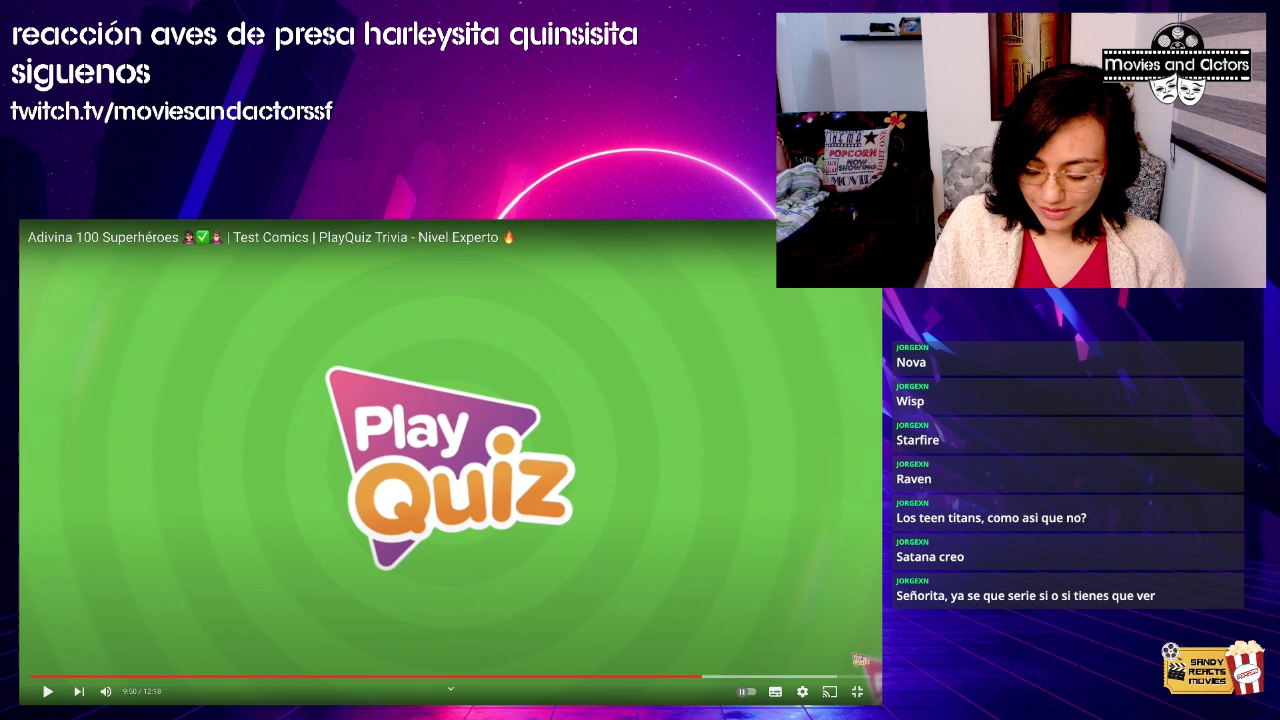 reacción aves de presa harleysita quinsisita
siguenos
twitch.tv/moviesandactorssf
Movies and Actors
CINEMA
POPCORN
NOW
SHOWING
MOVIE
Adivina 100 Superhéroes | Test Comics | PlayQuiz Trivia - Nivel Experto
Play
Quiz
JORGEXN
Nova
JORGEXN
Wisp
JORGEXN
Starfire
JORGEXN
Raven
JORGEXN
Los teen titans, como asi que no?
JORGEXN
Satana creo
JORGEXN
Señorita, ya se que serie si o si tienes que ver
9:50 / 12:18
SANDY
REACTS
MOVIES